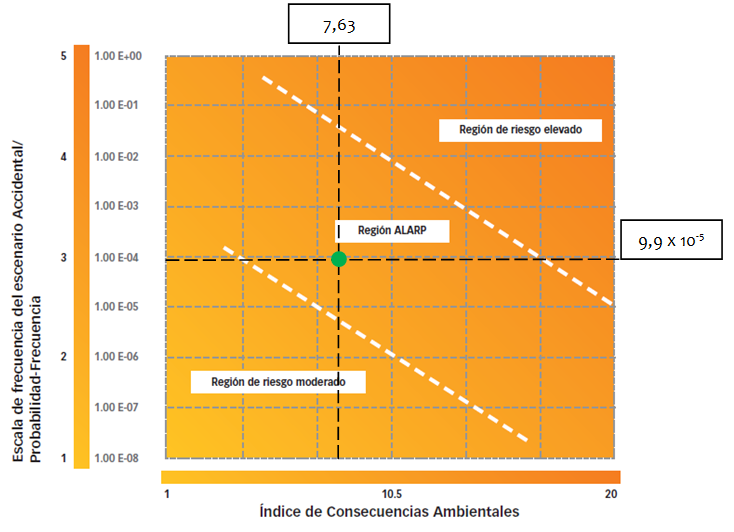 7,63
5
1.00 E+00
1.00 E-01
4
1.00 E-02
1.00 E-03
3
1.00 E-04
1.00 E-05
2
1.00 E-06
1.00 E-07
1
1.00 E-08
Escala de frecuencia del escenario Accidental/
Probabilidad-Frecuencia
Región de riesgo elevado
Región ALARP
9,9 X 10⁻⁵
Región de riesgo moderado
1
10.5
20
Índice de Consecuencias Ambientales